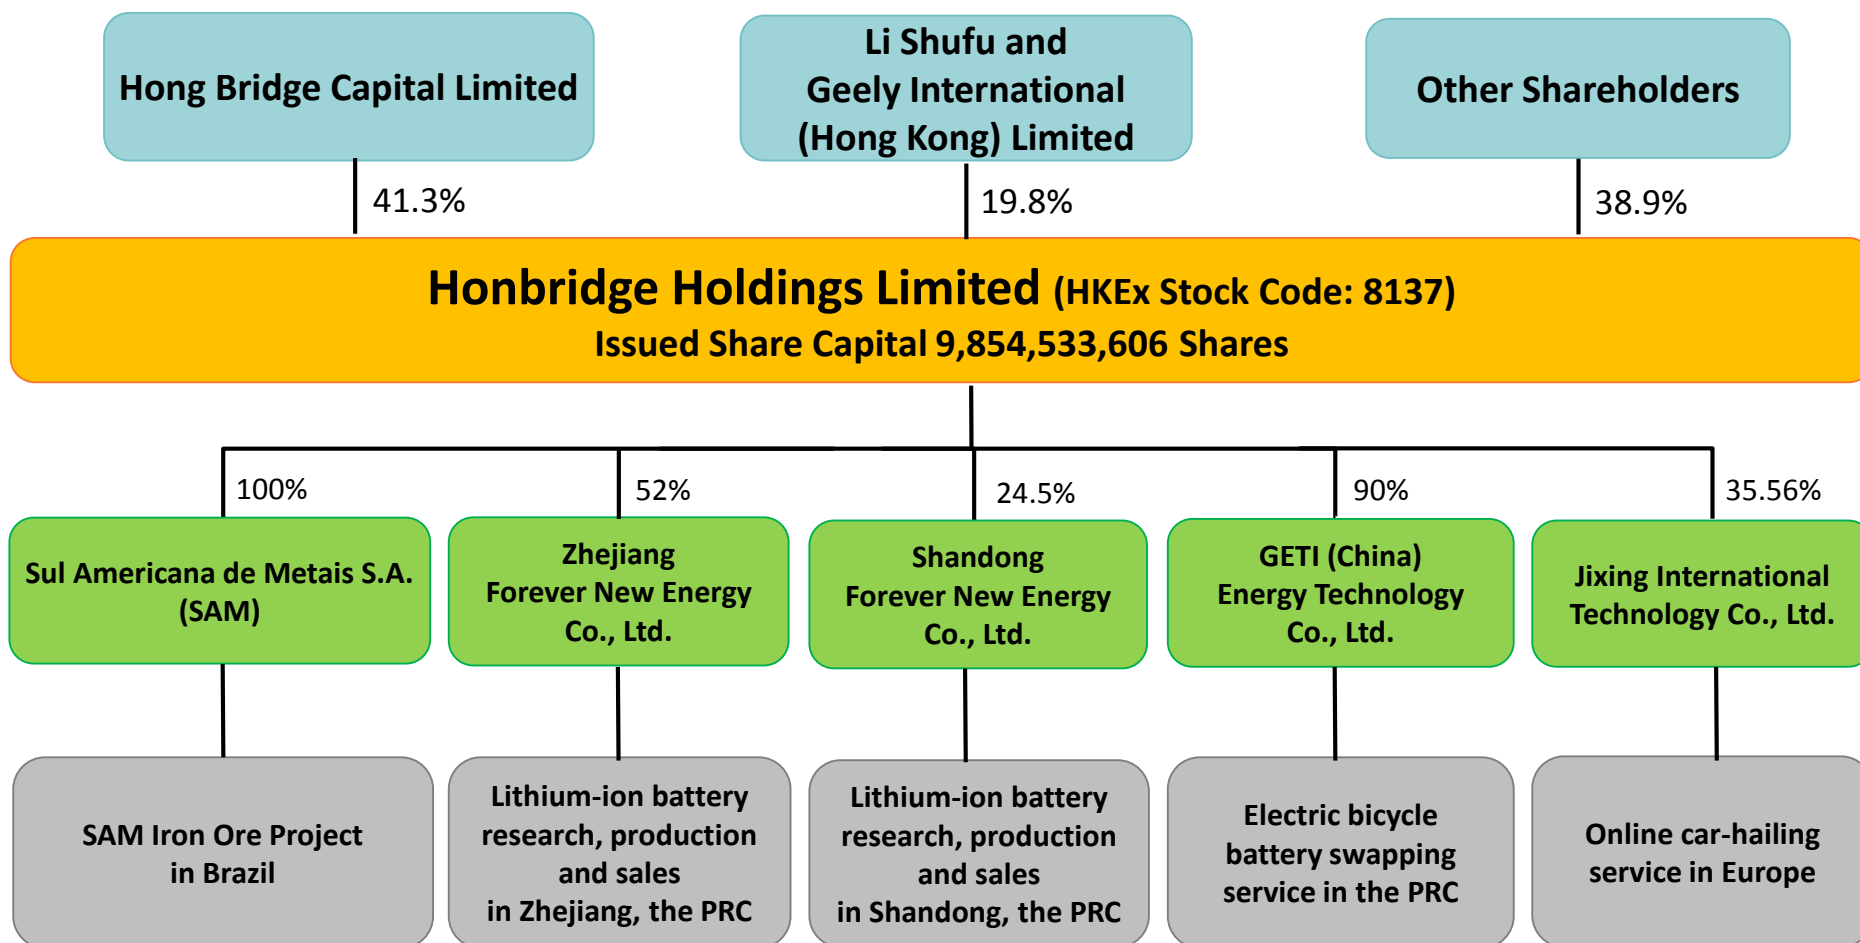 Hong Bridge Capital Limited
Li Shufu and
Geely International
(Hong Kong) Limited
Other Shareholders
41.3%
19.8%
38.9%
Honbridge Holdings Limited (HKEx Stock Code: 8137)
Issued Share Capital 9,854,533,606 Shares
100%
52%
24.5%
90%
35.56%
Sul Americana de Metais S.A.
(SAM)
Zhejiang
Forever New Energy
Co., Ltd.
Shandong
Forever New Energy
Co., Ltd.
GETI (China)
Energy Technology
Co., Ltd.
Jixing International
Technology Co., Ltd.
SAM Iron Ore Project
in Brazil
Lithium-ion battery
research, production
and sales
in Zhejiang, the PRC
Lithium-ion battery
research, production
and sales
in Shandong, the PRC
Electric bicycle
battery swapping
service in the PRC
Online car-hailing
service in Europe